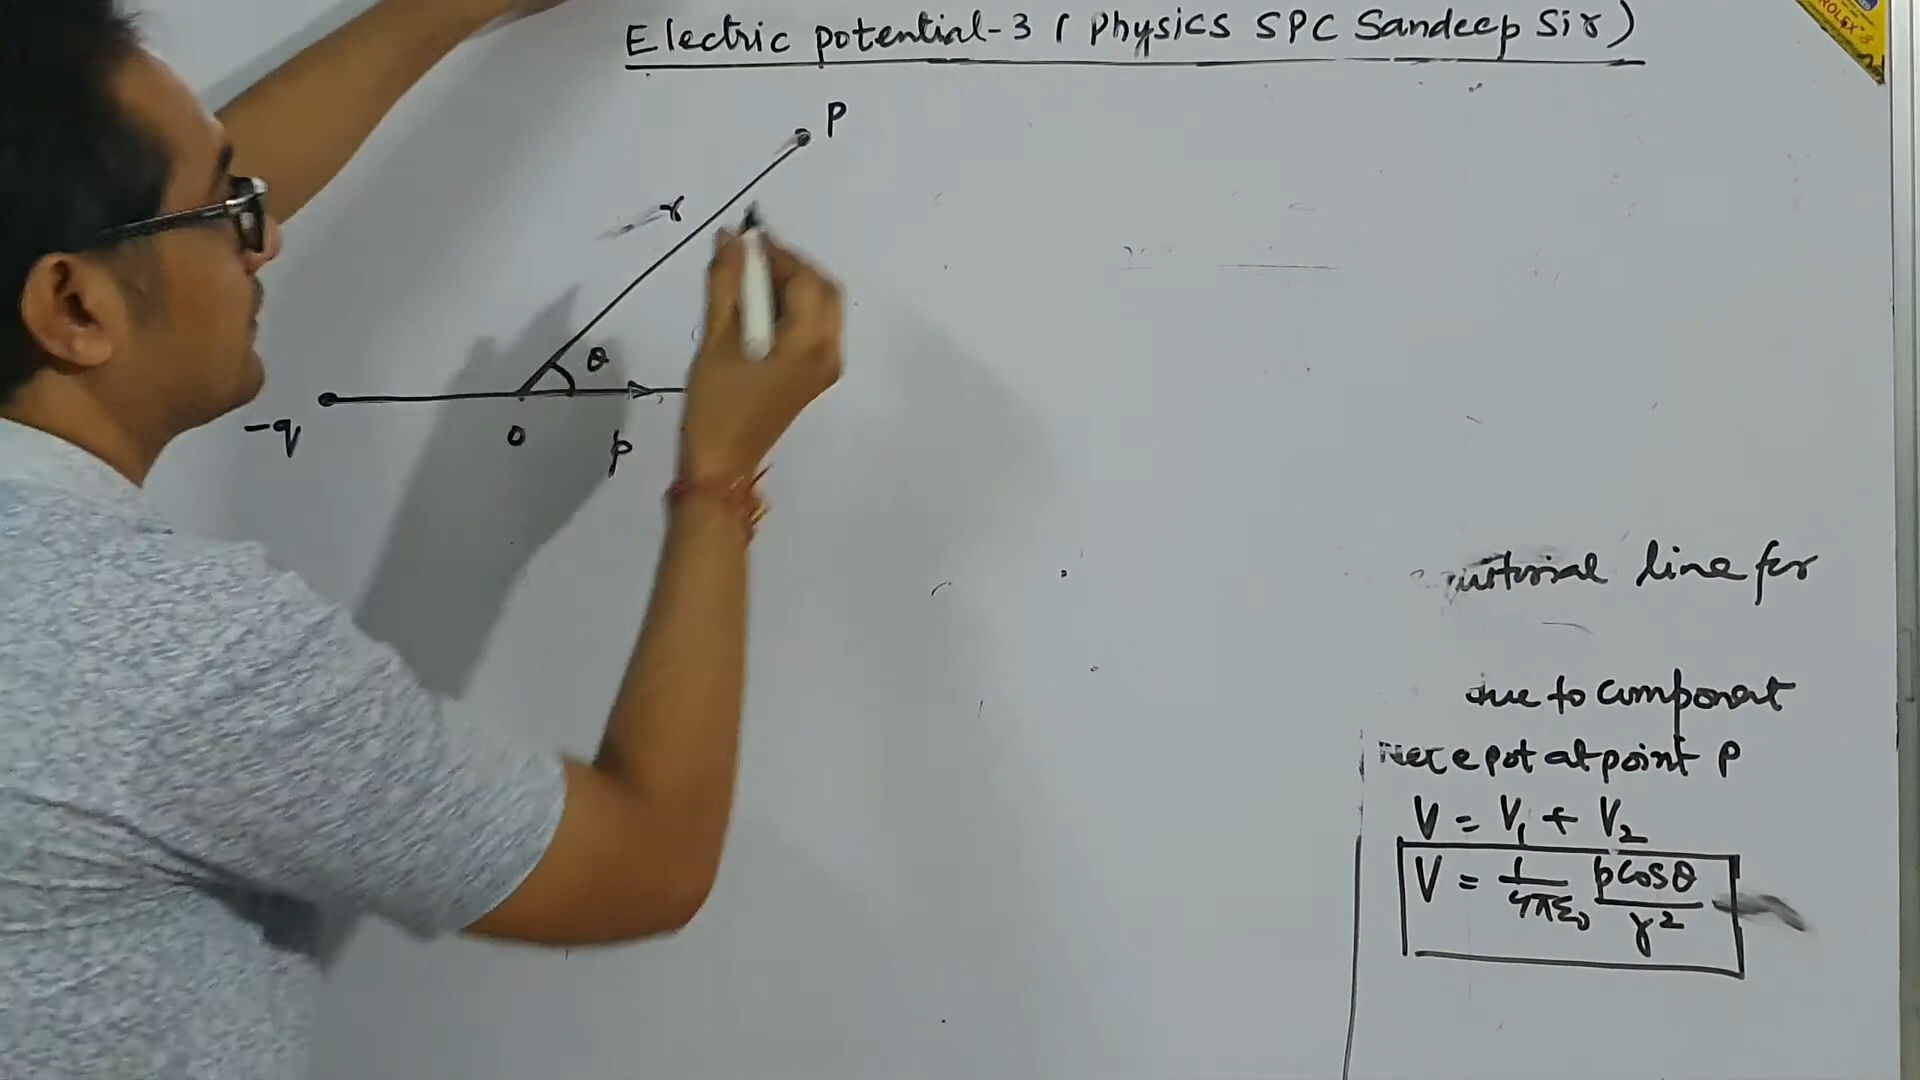 Electric potential-3 ( Physics SPC Sandeep Sir )
P
r
θ
-q
o
p
line for
due to component
pot at point P
V = V₁ + V₂
V = 1/4πε₀ pcosθ/r²